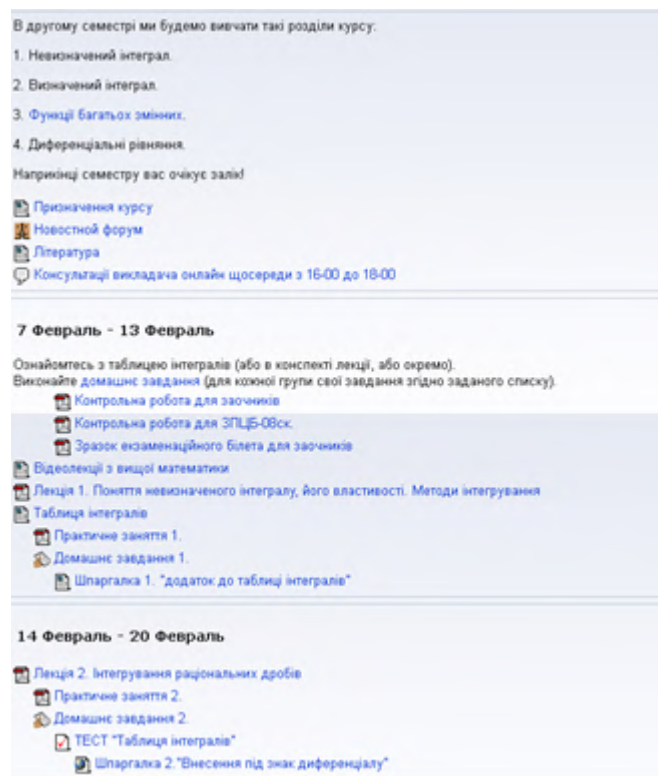 В другому семестрі ми будемо вивчати такі розділи курсу:
1. Невизначений інтеграл.
2. Визначений інтеграл.
3. Функції багатьох змінних.
4. Диференціальні рівняння.
Наприкінці семестру вас очікує залік!
Призначення курсу
Новостной форум
Література
Консультації викладача онлайн щосереди з 16-00 до 18-00
7 Февраль - 13 Февраль
Ознайомтесь з таблицею інтегралів (або в конспекті лекції, або окремо).
Виконайте домашнє завдання (для кожної групи свої завдання згідно заданого списку).
Контрольна робота для заочників
Контрольна робота для ЗПЦБ-08ск.
Зразок екзаменаційного білета для заочників
Відеолекції з вищої математики
Лекція 1. Поняття невизначеного інтегралу, його властивості. Методи інтегрування
Таблиця інтегралів
Практичне заняття 1.
Домашнє завдання 1.
Шпаргалка 1. "додаток до таблиці інтегралів"
14 Февраль - 20 Февраль
Лекція 2. Інтегрування раціональних дробів
Практичне заняття 2.
Домашнє завдання 2.
ТЕСТ "Таблиця інтегралів"
Шпаргалка 2."Внесення під знак диференціалу"